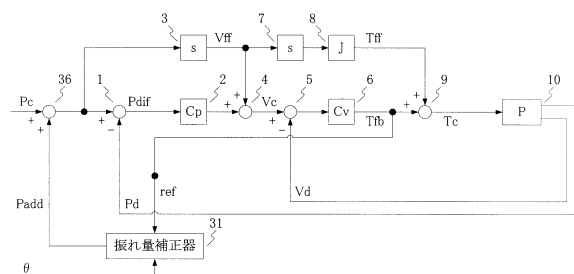 3 Vff 7 8 Tff
s s J
36 1 2 4 5 6 9 10
Pc Pdif Cp Vc Cv Tfb Tc P
+ + + - + + + - + +
ref Vd
Padd Pd 31
振れ量補正器
θ